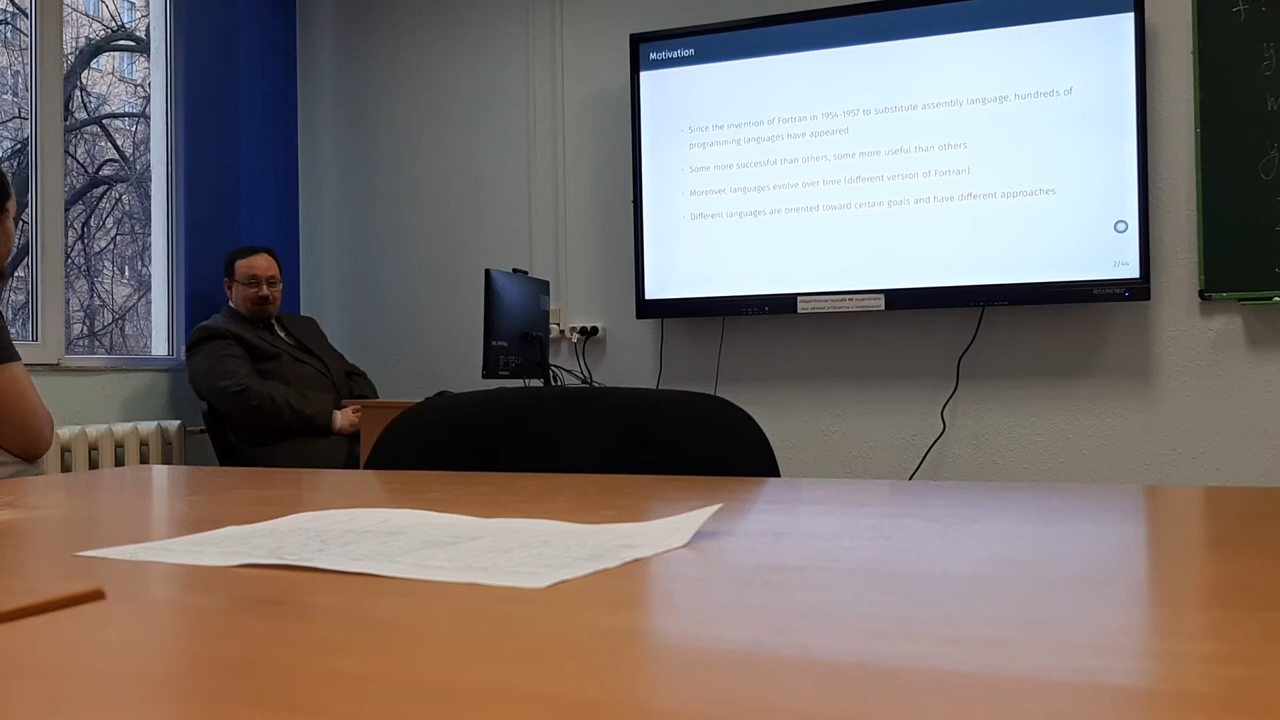 Motivation
· Since the invention of Fortran in 1954-1957 to substitute assembly language, hundreds of
programming languages have appeared
· Some more successful than others, some more useful than others.
· Moreover, languages evolve over time (different version of Fortran).
· Different languages are oriented toward certain goals and have different approaches.
2/44